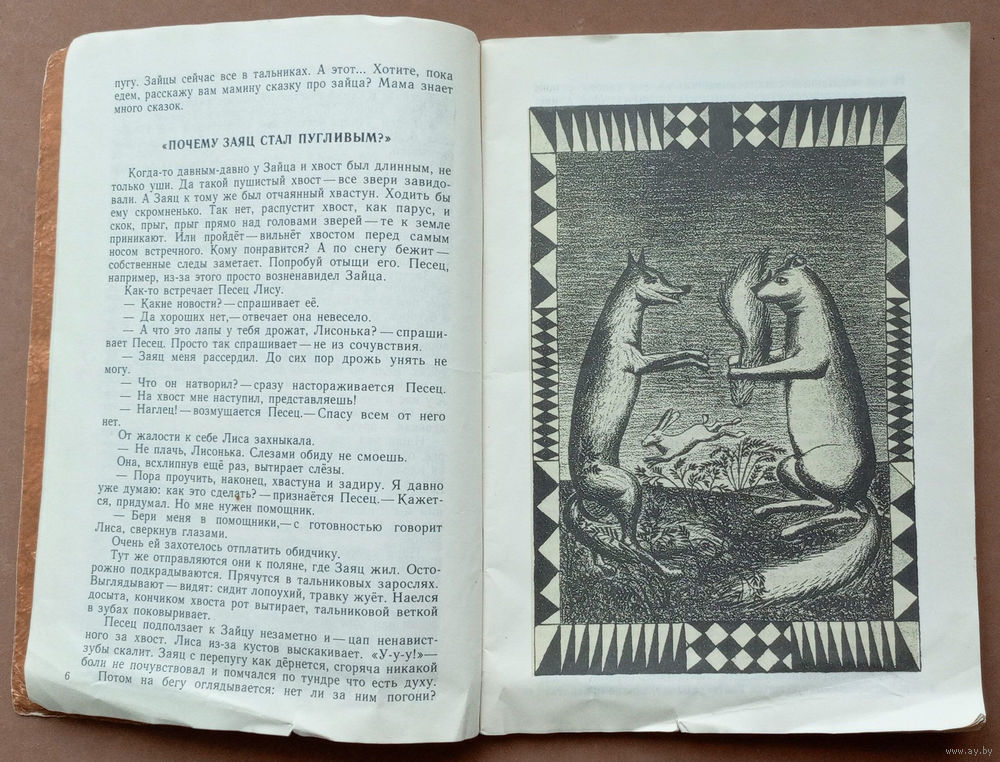 пугу. Зайцы сейчас все в тальниках. А этот... Хотите, пока
едем, расскажу вам мамину сказку про зайца? Мама знает
много сказок.
«ПОЧЕМУ ЗАЯЦ СТАЛ ПУГЛИВЫМ?»
Когда-то давным-давно у Зайца и хвост был длинным, не
только уши. Да такой пушистый хвост — все звери завидо-
вали. А Заяц к тому же был отчаянный хвастун. Ходить бы
ему скромненько. Так нет, распустит хвост, как парус, и
скок, прыг, прыг прямо над головами зверей — те к земле
приникают. Или пройдёт — вильнёт хвостом перед самым
носом встречного. Кому понравится? А по снегу бежит —
собственные следы заметает. Попробуй отыщи его. Песец,
например, из-за этого просто возненавидел Зайца.
Как-то встречает Песец Лису.
— Какие новости? — спрашивает её.
— Да хороших нет, — отвечает она невесело.
— А что это лапы у тебя дрожат, Лисонька? — спраши-
вает Песец. Просто так спрашивает — не из сочувствия.
— Заяц меня рассердил. До сих пор дрожь унять не
могу.
— Что он натворил? — сразу настораживается Песец.
— На хвост мне наступил, представляешь!
— Наглец! — возмущается Песец. — Спасу всем от него
нет.
От жалости к себе Лиса захныкала.
— Не плачь, Лисонька. Слезами обиду не смоешь.
Она, всхлипнув ещё раз, вытирает слёзы.
— Пора проучить, наконец, хвастуна и задиру. Я давно
уже думаю: как это сделать? — признаётся Песец. — Кажет-
ся, придумал. Но мне нужен помощник.
— Бери меня в помощники, — с готовностью говорит
Лиса, сверкнув глазами.
Очень ей захотелось отплатить обидчику.
Тут же отправляются они к поляне, где Заяц жил. Осто-
рожно подкрадываются. Прячутся в тальниковых зарослях.
Выглядывают — видят: сидит лопоухий, травку жуёт. Наелся
досыта, кончиком хвоста рот вытирает, тальниковой веткой
в зубах поковыривает.
Песец подползает к Зайцу незаметно и — цап ненавист-
ного за хвост. Лиса из-за кустов выскакивает. «У-у-у!» —
зубы скалит. Заяц с перепугу как дёрнется, сгоряча никакой
боли не почувствовал и помчался по тундре что есть духу.
Потом на бегу оглядывается: нет ли за ним погони?
6
www.ay.by